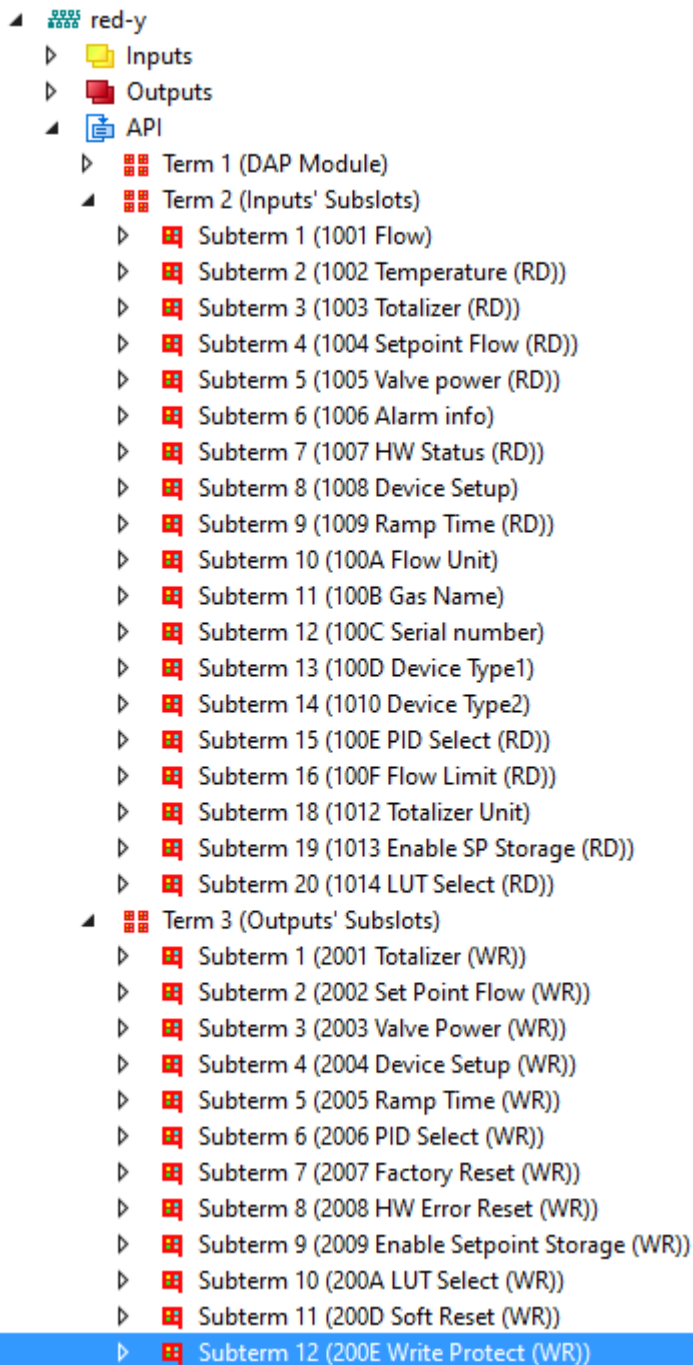 red-y
Inputs
Outputs
API
Term 1 (DAP Module)
Term 2 (Inputs' Subslots)
Subterm 1 (1001 Flow)
Subterm 2 (1002 Temperature (RD))
Subterm 3 (1003 Totalizer (RD))
Subterm 4 (1004 Setpoint Flow (RD))
Subterm 5 (1005 Valve power (RD))
Subterm 6 (1006 Alarm info)
Subterm 7 (1007 HW Status (RD))
Subterm 8 (1008 Device Setup)
Subterm 9 (1009 Ramp Time (RD))
Subterm 10 (100A Flow Unit)
Subterm 11 (100B Gas Name)
Subterm 12 (100C Serial number)
Subterm 13 (100D Device Type1)
Subterm 14 (1010 Device Type2)
Subterm 15 (100E PID Select (RD))
Subterm 16 (100F Flow Limit (RD))
Subterm 18 (1012 Totalizer Unit)
Subterm 19 (1013 Enable SP Storage (RD))
Subterm 20 (1014 LUT Select (RD))
Term 3 (Outputs' Subslots)
Subterm 1 (2001 Totalizer (WR))
Subterm 2 (2002 Set Point Flow (WR))
Subterm 3 (2003 Valve Power (WR))
Subterm 4 (2004 Device Setup (WR))
Subterm 5 (2005 Ramp Time (WR))
Subterm 6 (2006 PID Select (WR))
Subterm 7 (2007 Factory Reset (WR))
Subterm 8 (2008 HW Error Reset (WR))
Subterm 9 (2009 Enable Setpoint Storage (WR))
Subterm 10 (200A LUT Select (WR))
Subterm 11 (200D Soft Reset (WR))
Subterm 12 (200E Write Protect (WR))